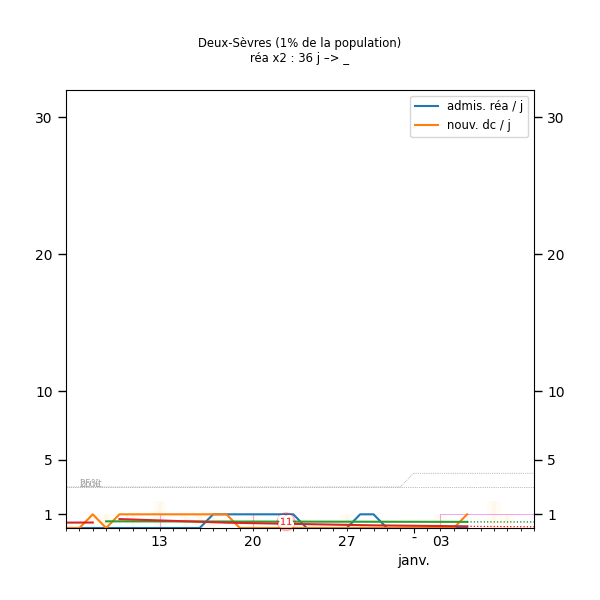 Deux-Sèvres (1% de la population)
réa x2 : 36 j –> _
admis. réa / j
nouv. dc / j
30 30
20 20
10 10
5 5
1 1
-11
13 20 27 - 03
janv.